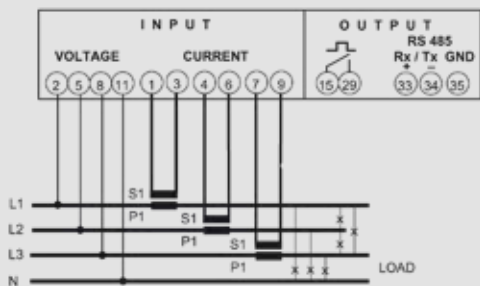 INPUT
OUTPUT
VOLTAGE
CURRENT
RS 485
Rx / Tx GND
+ −
2 5 8 11 1 3 4 6 7 9 15 29 33 34 35
S1
L1
P1
S1
L2
P1
S1
L3
P1
LOAD
N